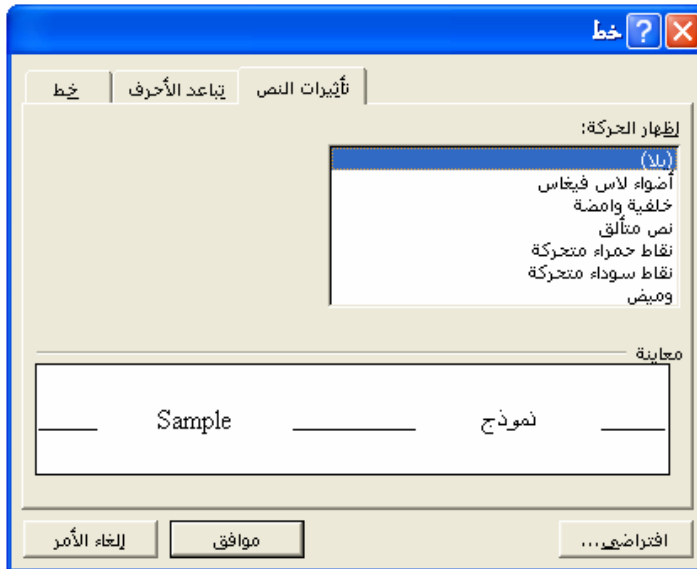 خط
تأثيرات النص
تباعد الأحرف
خط
إظهار الحركة:
(بلا)
أضواء لاس فيغاس
خلفية وامضة
نص متألق
نقاط حمراء متحركة
نقاط سوداء متحركة
وميض
معاينة
نموذج Sample
افتراضي...
موافق
إلغاء الأمر